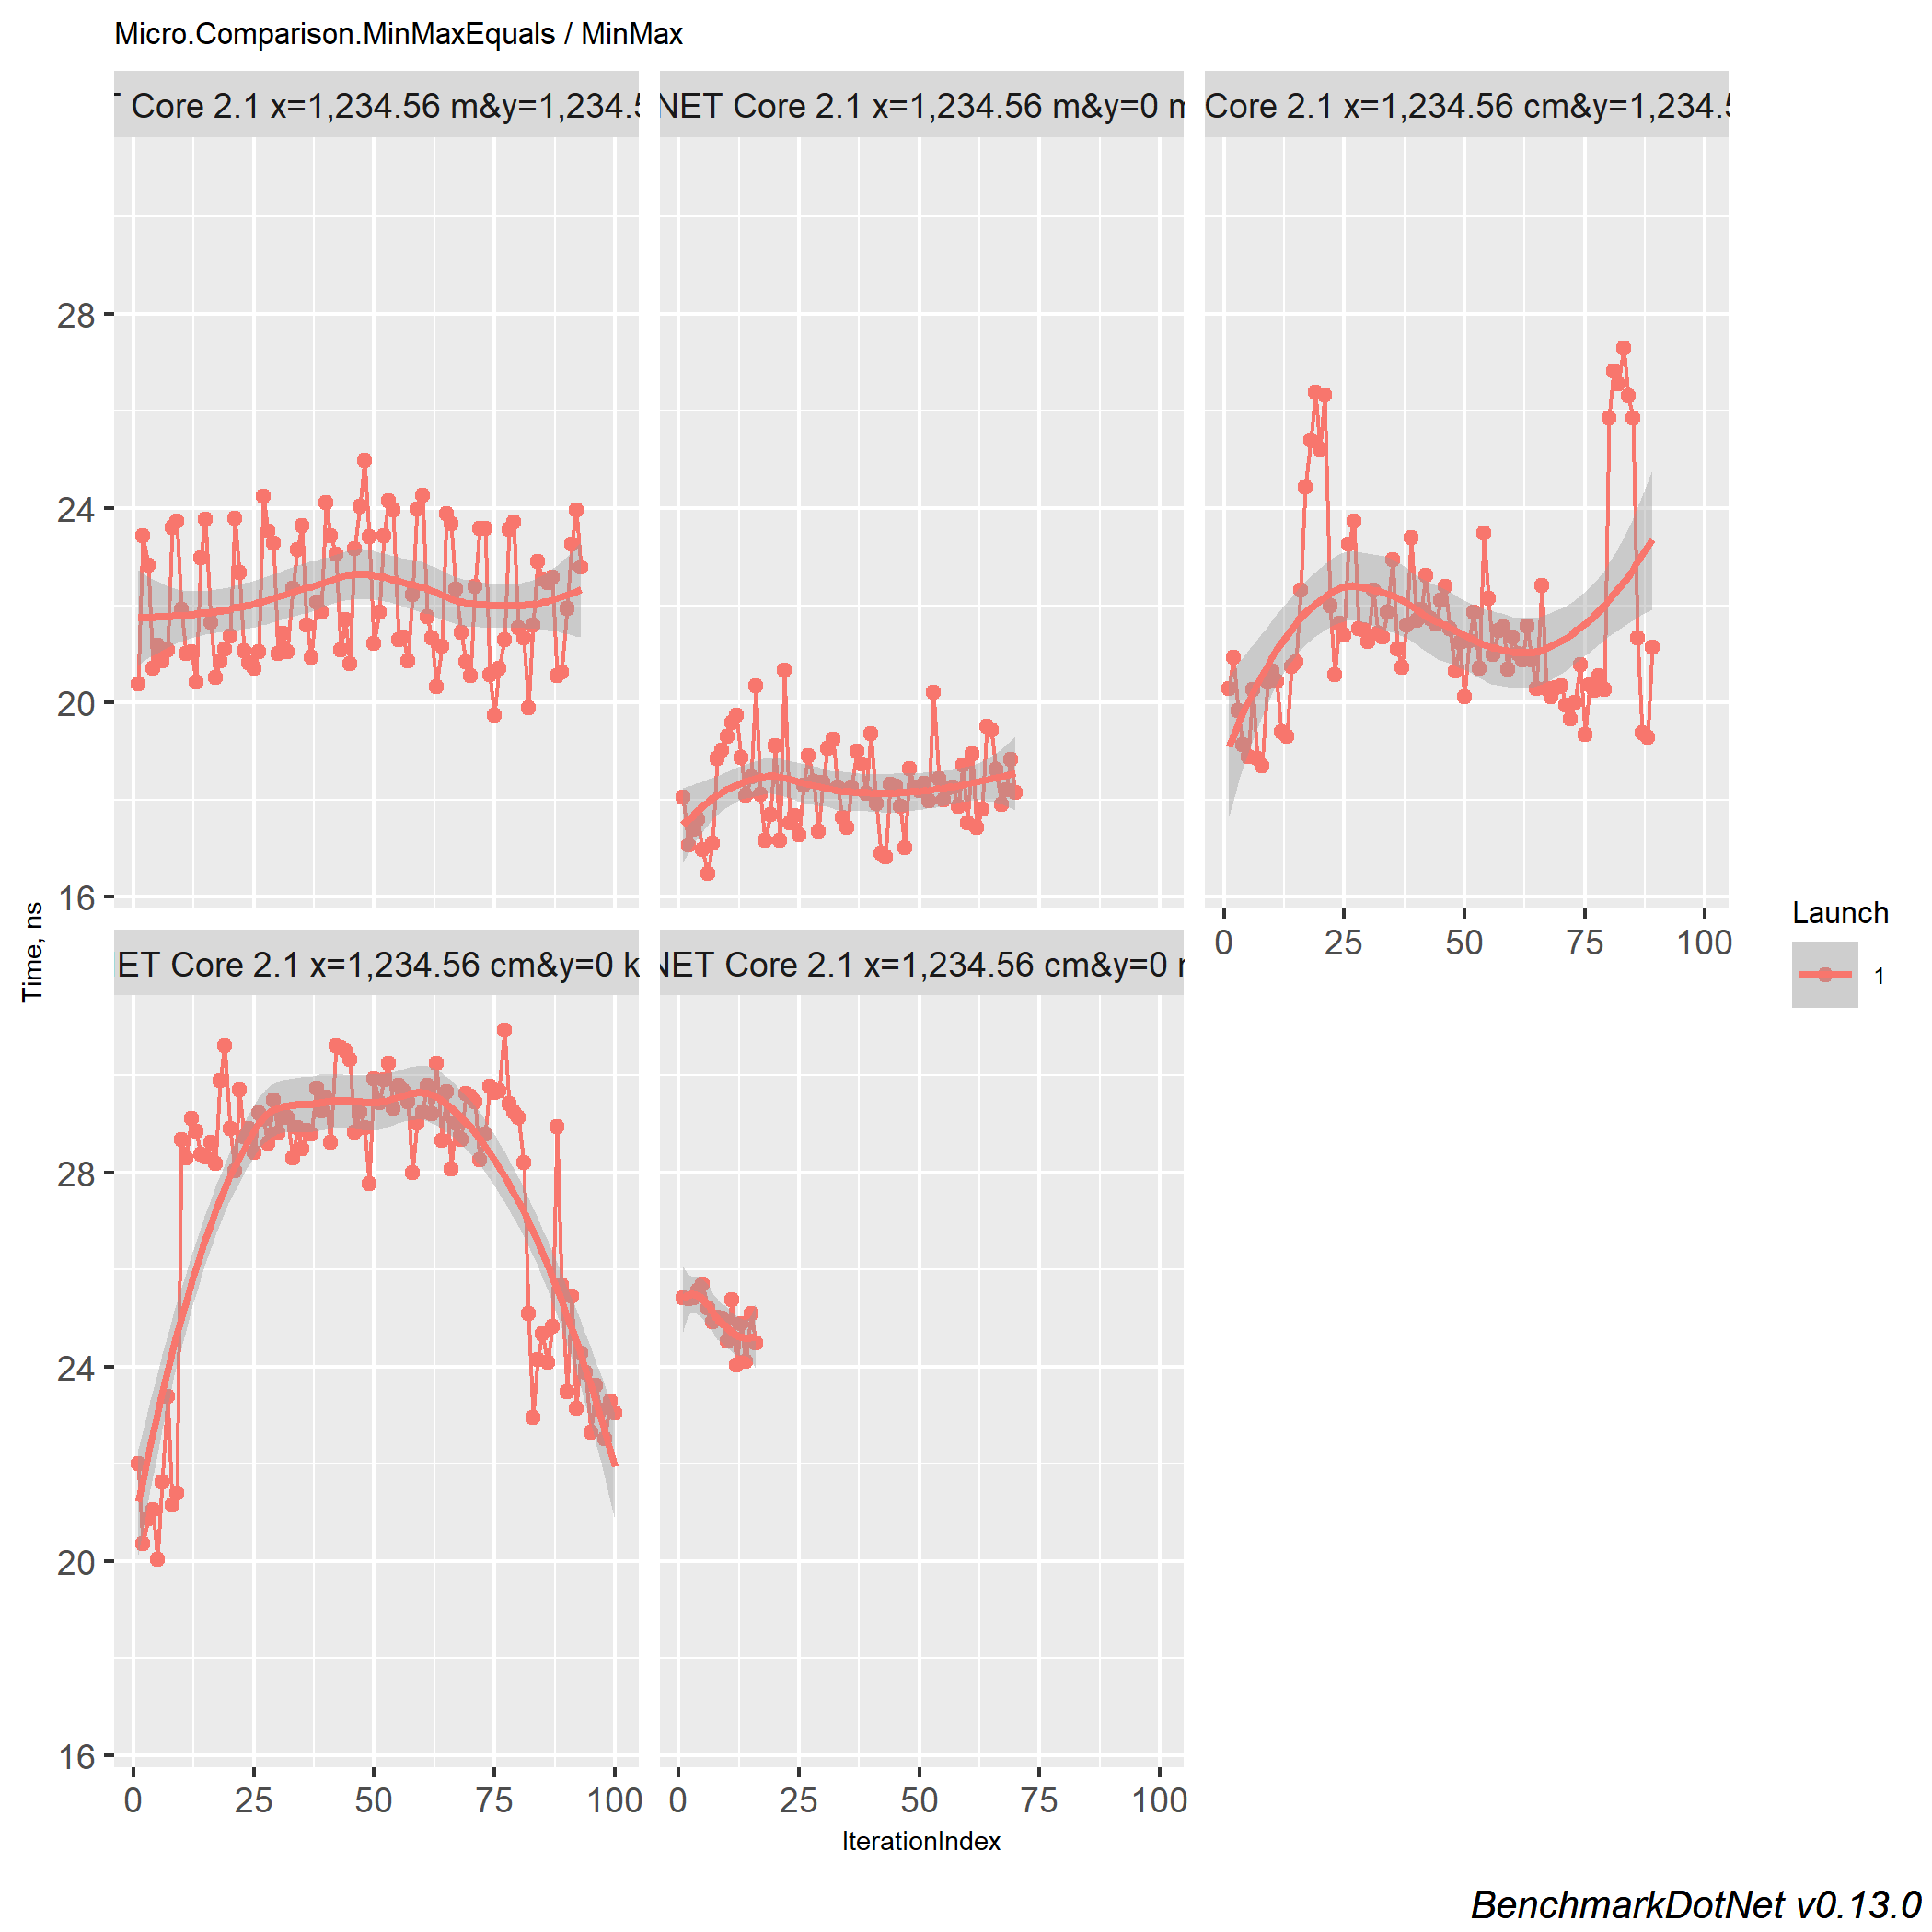 Micro.Comparison.MinMaxEquals / MinMax
Core 2.1 x=1,234.56 m&y=1,234.5
NET Core 2.1 x=1,234.56 m&y=0 m
Core 2.1 x=1,234.56 cm&y=1,234.5
28
24
20
16
0 25 50 75 100
Time, ns
Launch
1
ET Core 2.1 x=1,234.56 cm&y=0 k
NET Core 2.1 x=1,234.56 cm&y=0
28
24
20
16
0 25 50 75 100
0 25 50 75 100
IterationIndex
BenchmarkDotNet v0.13.0